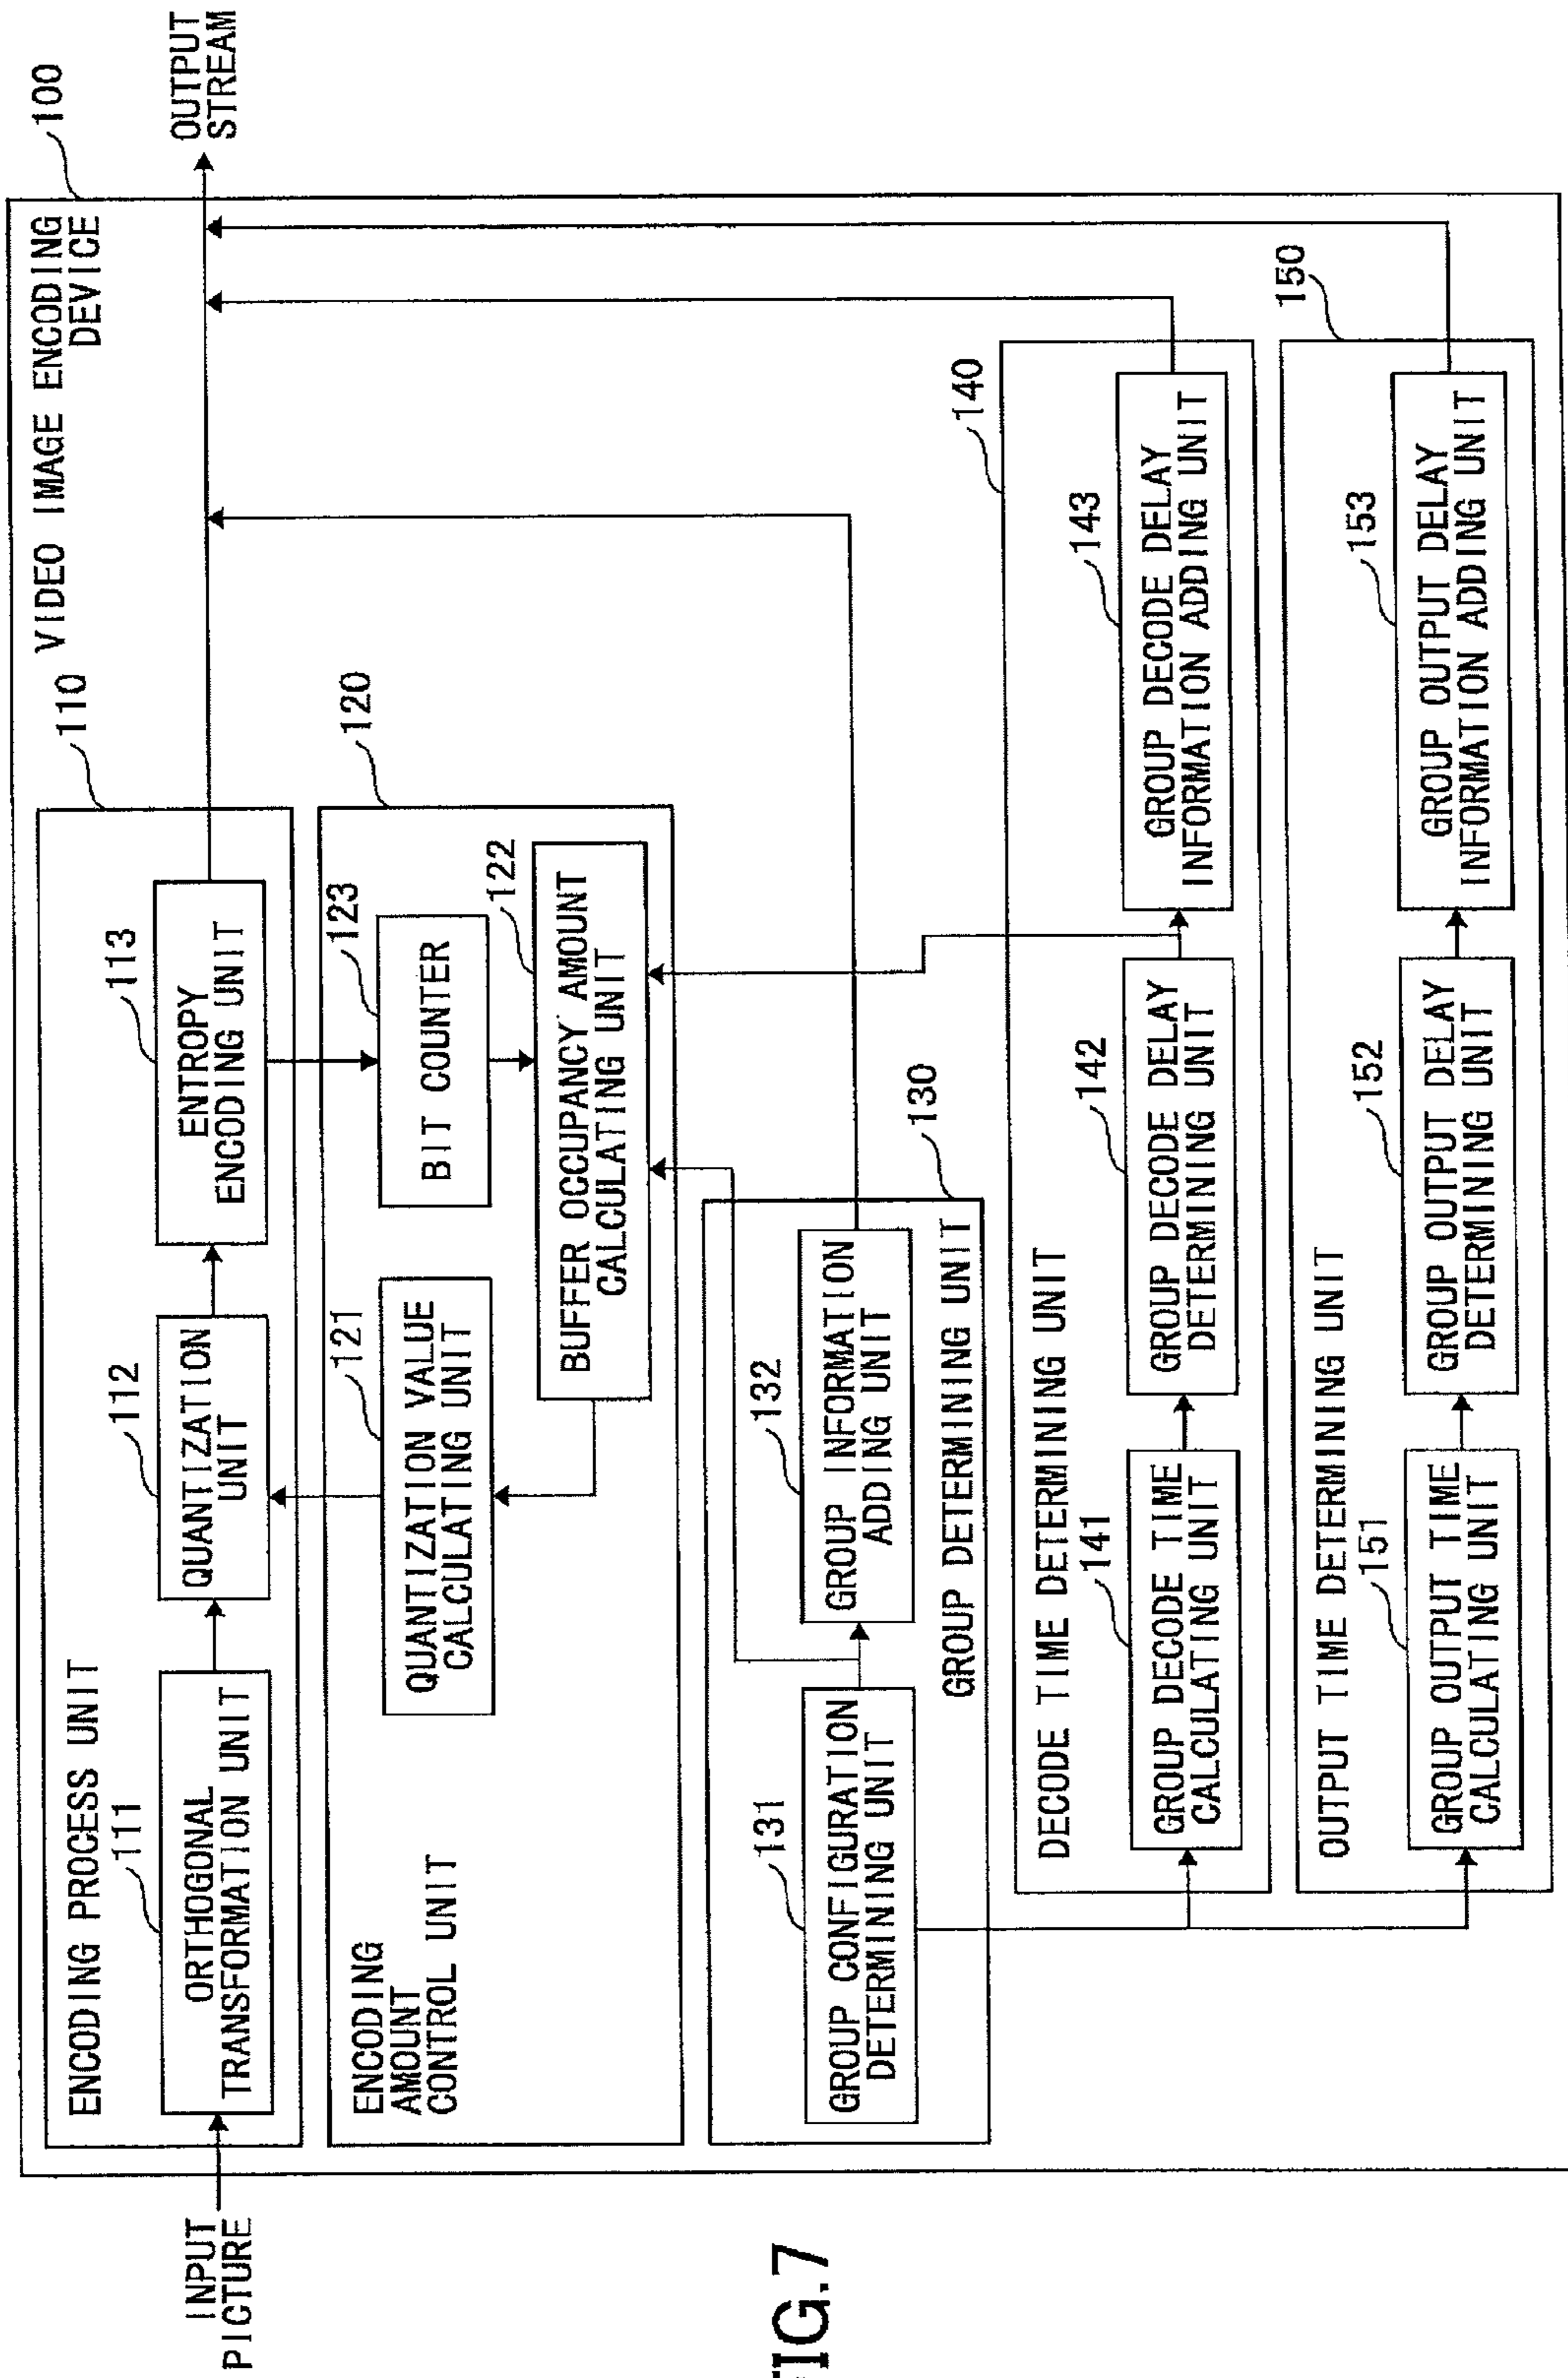 VIDEO IMAGE ENCODING
DEVICE
100
INPUT
PICTURE
OUTPUT
STREAM
ENCODING PROCESS UNIT
110
111
ORTHOGONAL
TRANSFORMATION UNIT
112
QUANTIZATION
UNIT
113
ENTROPY
ENCODING UNIT
ENCODING
AMOUNT
CONTROL UNIT
120
121
QUANTIZATION VALUE
CALCULATING UNIT
123
BIT COUNTER
122
BUFFER OCCUPANCY AMOUNT
CALCULATING UNIT
130
131
GROUP CONFIGURATION
DETERMINING UNIT
132
GROUP INFORMATION
ADDING UNIT
GROUP DETERMINING UNIT
DECODE TIME DETERMINING UNIT
140
141
GROUP DECODE TIME
CALCULATING UNIT
142
GROUP DECODE DELAY
DETERMINING UNIT
143
GROUP DECODE DELAY
INFORMATION ADDING UNIT
OUTPUT TIME DETERMINING UNIT
150
151
GROUP OUTPUT TIME
CALCULATING UNIT
152
GROUP OUTPUT DELAY
DETERMINING UNIT
153
GROUP OUTPUT DELAY
INFORMATION ADDING UNIT
FIG.7